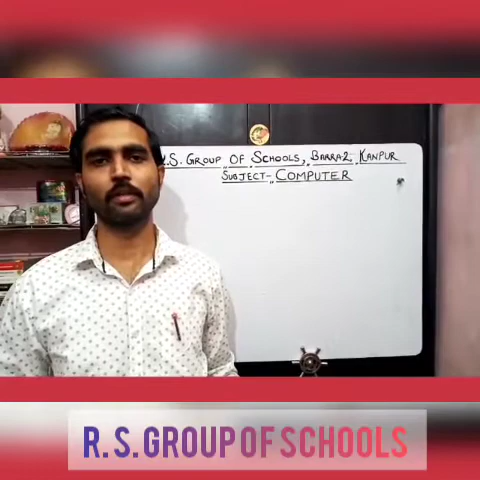 .S. GROUP OF SCHOOLS, BARRA2, KANPUR
SUBJECT- COMPUTER
R. S. GROUP OF SCHOOLS